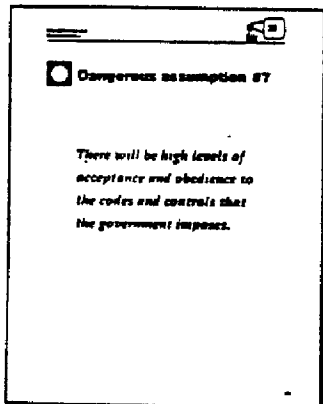 Dangerous assumption #7
There will be high levels of
acceptance and obedience to
the codes and controls that
the government imposes.